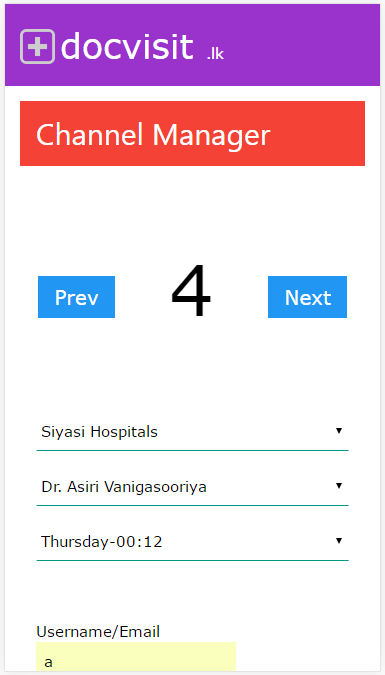 docvisit .lk
Channel Manager
Prev 4 Next
Siyasi Hospitals
Dr. Asiri Vanigasooriya
Thursday-00:12
Username/Email
a